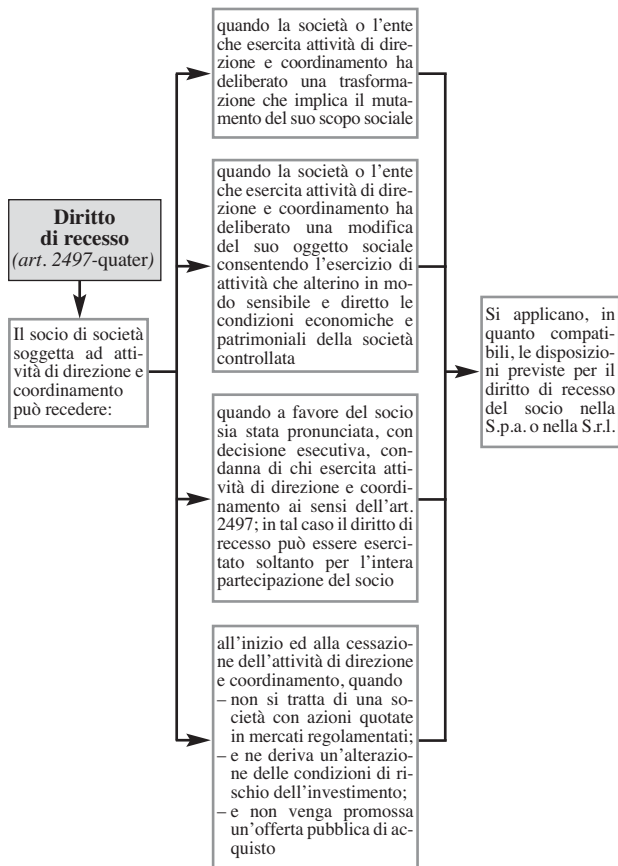 Diritto
di recesso
(art. 2497-quater)
Il socio di società
soggetta ad atti-
vità di direzione e
coordinamento
può recedere:
quando la società o l'ente
che esercita attività di dire-
zione e coordinamento ha
deliberato una trasforma-
zione che implica il muta-
mento del suo scopo sociale
quando la società o l'ente
che esercita attività di dire-
zione e coordinamento ha
deliberato una modifica
del suo oggetto sociale
consentendo l'esercizio di
attività che alterino in mo-
do sensibile e diretto le
condizioni economiche e
patrimoniali della società
controllata
quando a favore del socio
sia stata pronunciata, con
decisione esecutiva, con-
danna di chi esercita atti-
vità di direzione e coordi-
namento ai sensi dell'art.
2497; in tal caso il diritto di
recesso può essere eserci-
tato soltanto per l'intera
partecipazione del socio
all'inizio ed alla cessazio-
ne dell'attività di direzione
e coordinamento, quando
– non si tratta di una so-
cietà con azioni quotate
in mercati regolamentati;
– e ne deriva un'alterazio-
ne delle condizioni di ri-
schio dell'investimento;
– e non venga promossa
un'offerta pubblica di ac-
quisto
Si applicano, in
quanto compati-
bili, le disposizio-
ni previste per il
diritto di recesso
del socio nella
S.p.a. o nella S.r.l.